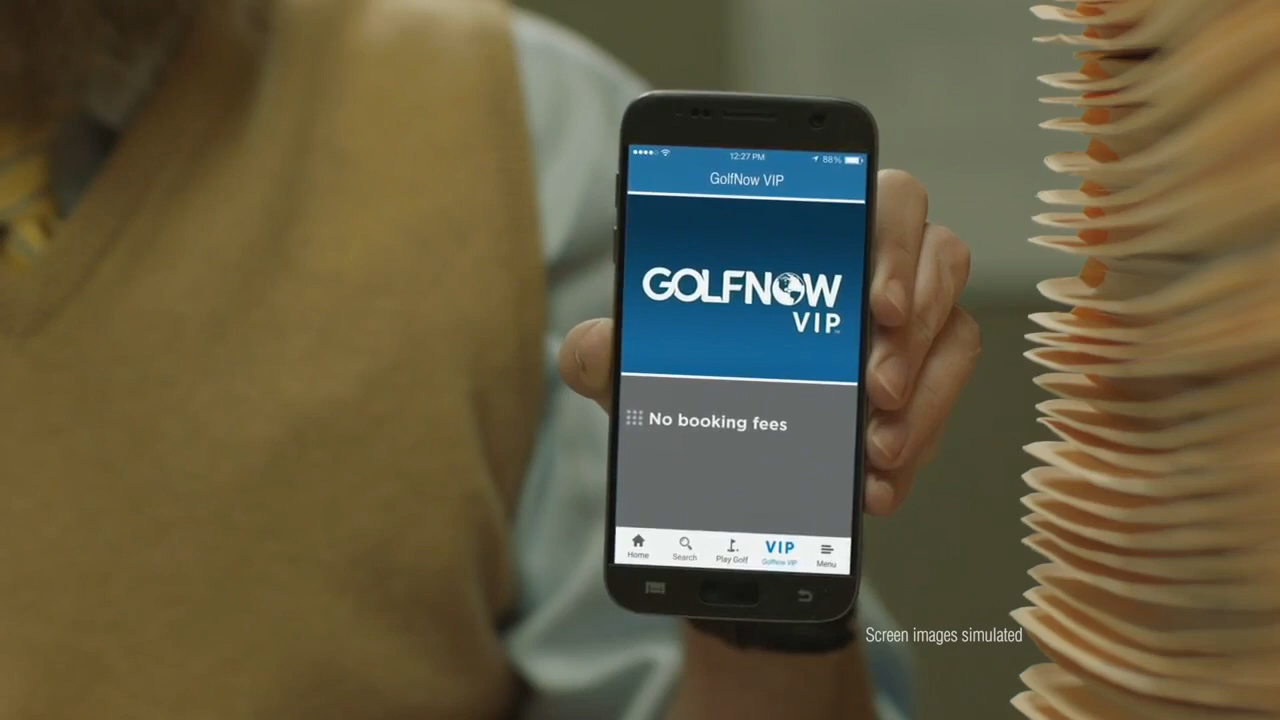 12:27 PM
88%
GolfNow VIP
GOLFNOW
VIP
No booking fees
Home
Search
Play Golf
VIP
GolfNow VIP
Menu
Screen images simulated